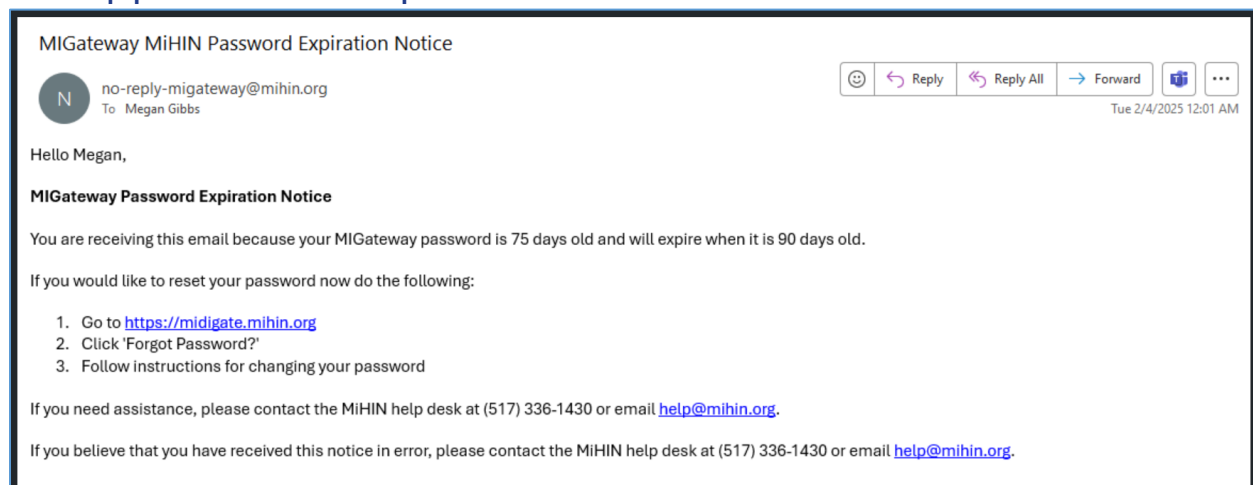 MIGateway MiHIN Password Expiration Notice
N
no-reply-migateway@mihin.org
To Megan Gibbs
Reply
Reply All
Forward
Tue 2/4/2025 12:01 AM
Hello Megan,
MIGateway Password Expiration Notice
You are receiving this email because your MIGateway password is 75 days old and will expire when it is 90 days old.
If you would like to reset your password now do the following:
1. Go to https://midigate.mihin.org
2. Click 'Forgot Password?'
3. Follow instructions for changing your password
If you need assistance, please contact the MiHIN help desk at (517) 336-1430 or email help@mihin.org.
If you believe that you have received this notice in error, please contact the MiHIN help desk at (517) 336-1430 or email help@mihin.org.